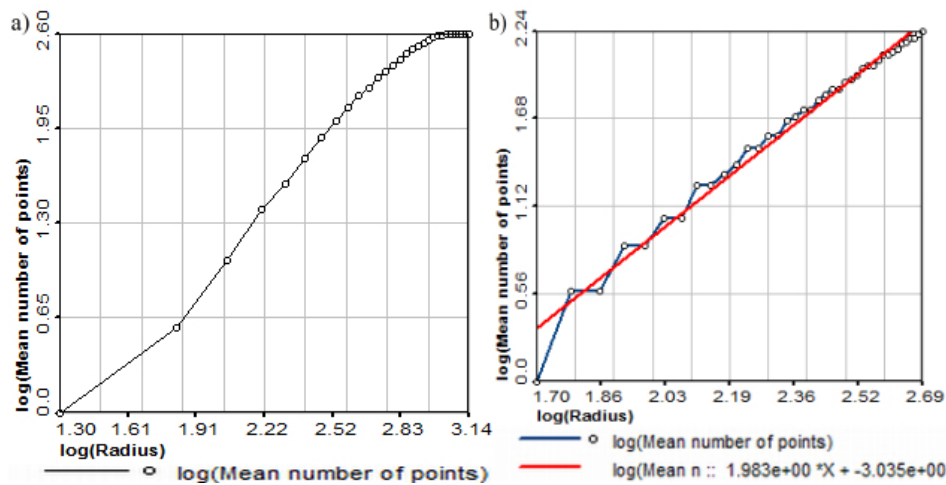 a)
log(Mean number of points)
2.60
1.95
1.30
0.65
0.0
1.30 1.61 1.91 2.22 2.52 2.83 3.14
log(Radius)
log(Mean number of points)
b)
log(Mean number of points)
2.24
1.68
1.12
0.56
0.0
1.70 1.86 2.03 2.19 2.36 2.52 2.69
log(Radius)
log(Mean number of points)
log(Mean n :: 1.983e+00 *X + -3.035e+00